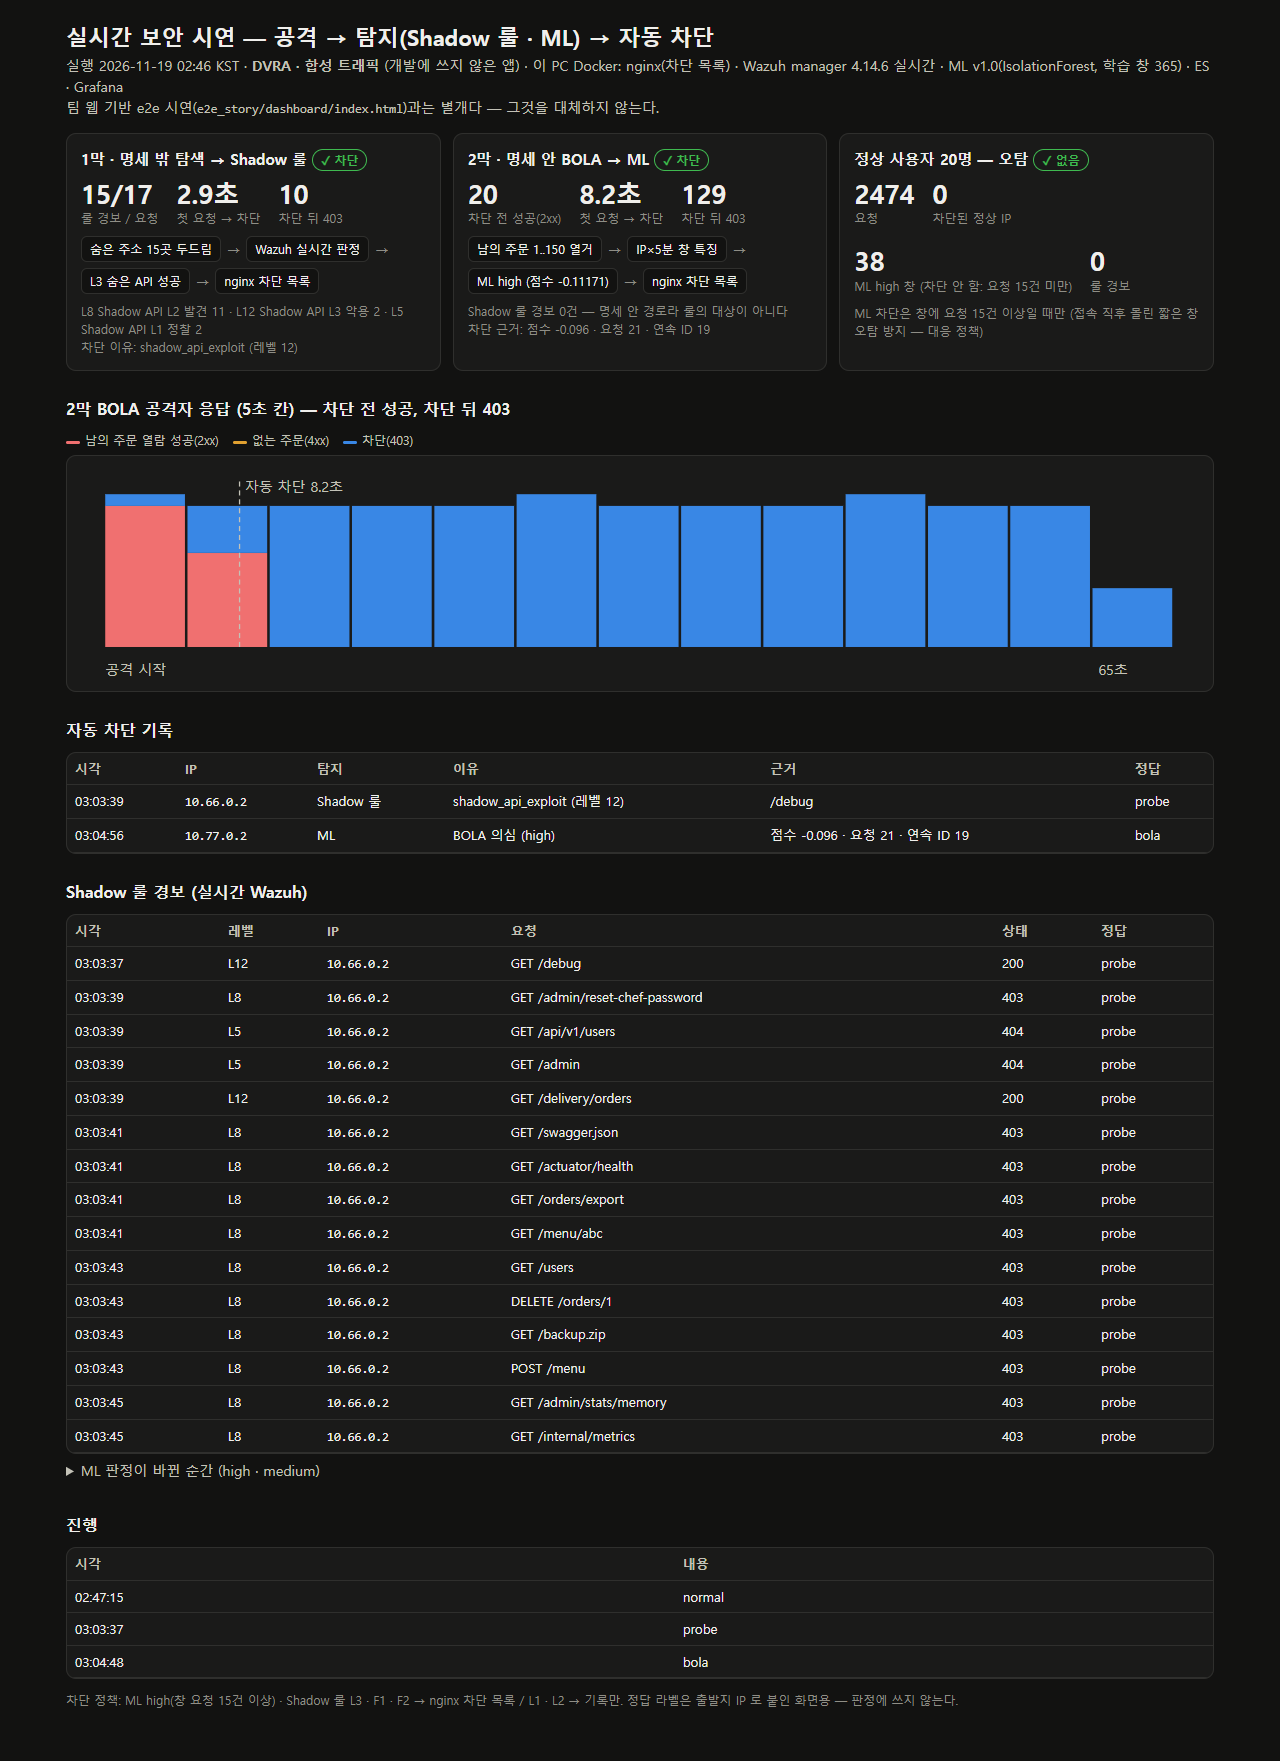 실시간 보안 시연 — 공격 → 탐지(Shadow 룰 · ML) → 자동 차단
실행 2026-11-19 02:46 KST · DVRA · 합성 트래픽 (개발에 쓰지 않은 앱) · 이 PC Docker: nginx(차단 목록) · Wazuh manager 4.14.6 실시간 · ML v1.0(IsolationForest, 학습 창 365) · ES
· Grafana
팀 웹 기반 e2e 시연(e2e_story/dashboard/index.html)과는 별개다 — 그것을 대체하지 않는다.
1막 · 명세 밖 탐색 → Shadow 룰 ✓ 차단
15/17 2.9초 10
룰 경보 / 요청 첫 요청 → 차단 차단 뒤 403
숨은 주소 15곳 두드림 → Wazuh 실시간 판정 →
L3 숨은 API 성공 → nginx 차단 목록
L8 Shadow API L2 발견 11 · L12 Shadow API L3 악용 2 · L5
Shadow API L1 정찰 2
차단 이유: shadow_api_exploit (레벨 12)
2막 · 명세 안 BOLA → ML ✓ 차단
20 8.2초 129
차단 전 성공(2xx) 첫 요청 → 차단 차단 뒤 403
남의 주문 1..150 열거 → IP×5분 창 특징 →
ML high (점수 -0.11171) → nginx 차단 목록
Shadow 룰 경보 0건 — 명세 안 경로라 룰의 대상이 아니다
차단 근거: 점수 -0.096 · 요청 21 · 연속 ID 19
정상 사용자 20명 — 오탐 ✓ 없음
2474 0
요청 차단된 정상 IP
38 0
ML high 창 (차단 안 함: 요청 15건 미만) 룰 경보
ML 차단은 창에 요청 15건 이상일 때만 (접속 직후 돌린 짧은 창
오탐 방지 — 대응 정책)
2막 BOLA 공격자 응답 (5초 칸) — 차단 전 성공, 차단 뒤 403
남의 주문 열람 성공(2xx) 없는 주문(4xx) 차단(403)
자동 차단 8.2초
공격 시작 65초
자동 차단 기록
시각 IP 탐지 이유 근거 정답
03:03:39 10.66.0.2 Shadow 룰 shadow_api_exploit (레벨 12) /debug probe
03:04:56 10.77.0.2 ML BOLA 의심 (high) 점수 -0.096 · 요청 21 · 연속 ID 19 bola
Shadow 룰 경보 (실시간 Wazuh)
시각 레벨 IP 요청 상태 정답
03:03:37 L12 10.66.0.2 GET /debug 200 probe
03:03:39 L8 10.66.0.2 GET /admin/reset-chef-password 403 probe
03:03:39 L5 10.66.0.2 GET /api/v1/users 404 probe
03:03:39 L5 10.66.0.2 GET /admin 404 probe
03:03:39 L12 10.66.0.2 GET /delivery/orders 200 probe
03:03:41 L8 10.66.0.2 GET /swagger.json 403 probe
03:03:41 L8 10.66.0.2 GET /actuator/health 403 probe
03:03:41 L8 10.66.0.2 GET /orders/export 403 probe
03:03:41 L8 10.66.0.2 GET /menu/abc 403 probe
03:03:43 L8 10.66.0.2 GET /users 403 probe
03:03:43 L8 10.66.0.2 DELETE /orders/1 403 probe
03:03:43 L8 10.66.0.2 GET /backup.zip 403 probe
03:03:43 L8 10.66.0.2 POST /menu 403 probe
03:03:45 L8 10.66.0.2 GET /admin/stats/memory 403 probe
03:03:45 L8 10.66.0.2 GET /internal/metrics 403 probe
▶ ML 판정이 바뀐 순간 (high · medium)
진행
시각 내용
02:47:15 normal
03:03:37 probe
03:04:48 bola
차단 정책: ML high(창 요청 15건 이상) · Shadow 룰 L3 · F1 · F2 → nginx 차단 목록 / L1 · L2 → 기록만. 정답 라벨은 출발지 IP 로 붙인 화면용 — 판정에 쓰지 않는다.